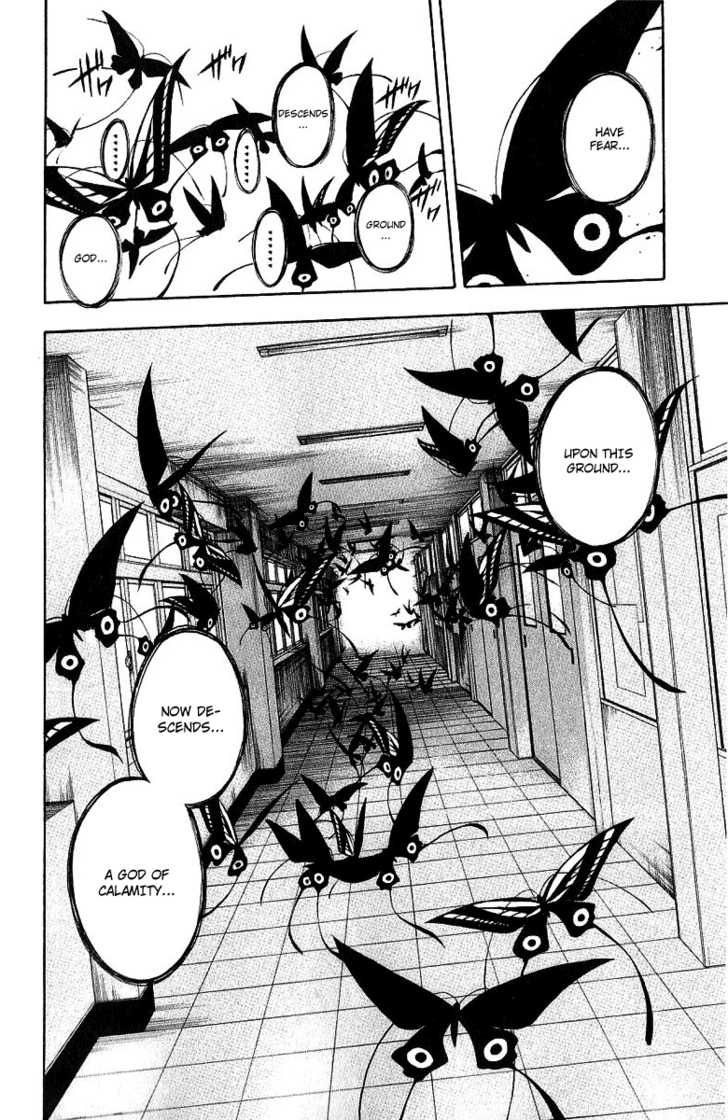 HAVE
FEAR...
DESCENDS
...
GROUND
...
......
......
......
GOD...
UPON THIS
GROUND...
NOW DE-
SCENDS...
A GOD OF
CALAMITY...